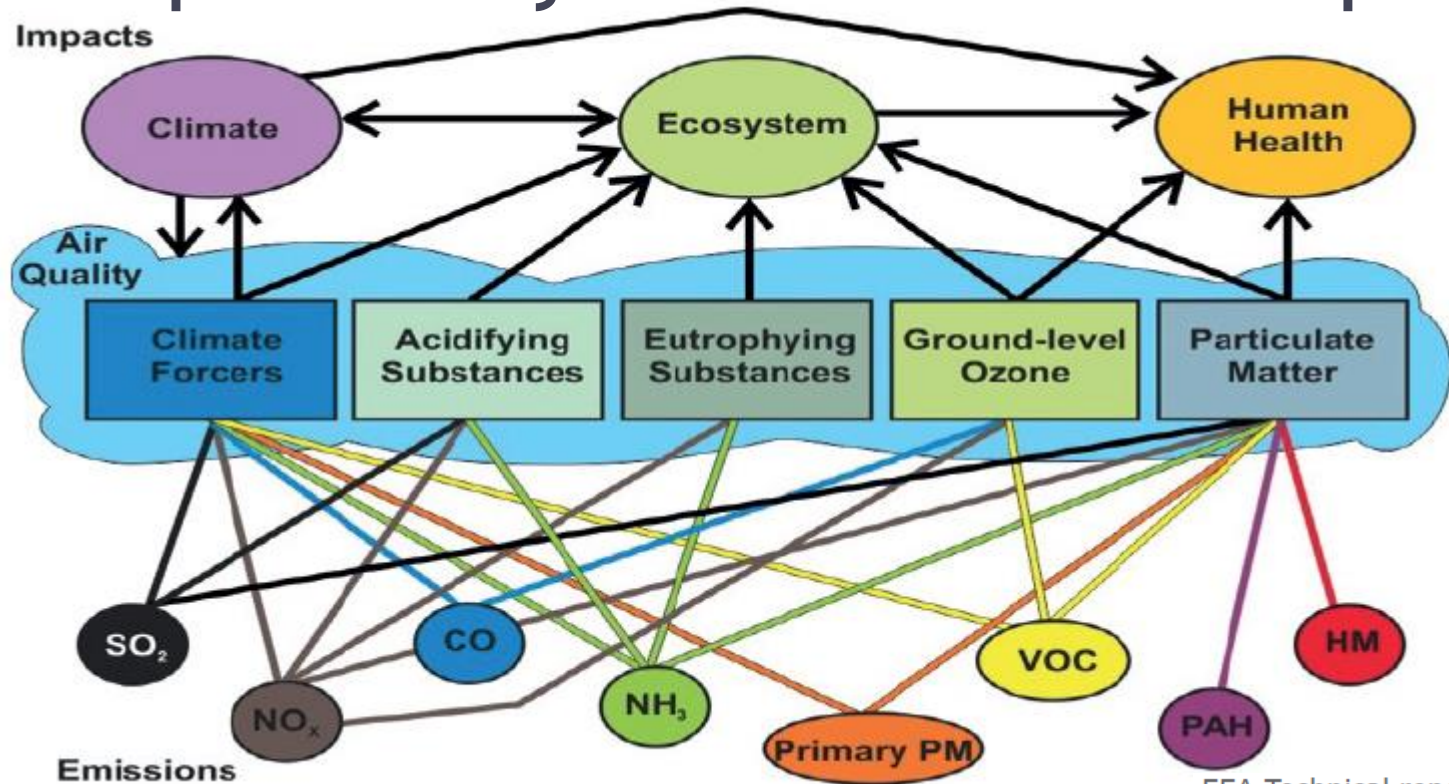 Impacts
Climate
Ecosystem
Human
Health
Air
Quality
Climate
Forcers
Acidifying
Substances
Eutrophying
Substances
Ground-level
Ozone
Particulate
Matter
SO₂
NOₓ
CO
NH₃
Primary PM
VOC
PAH
HM
Emissions